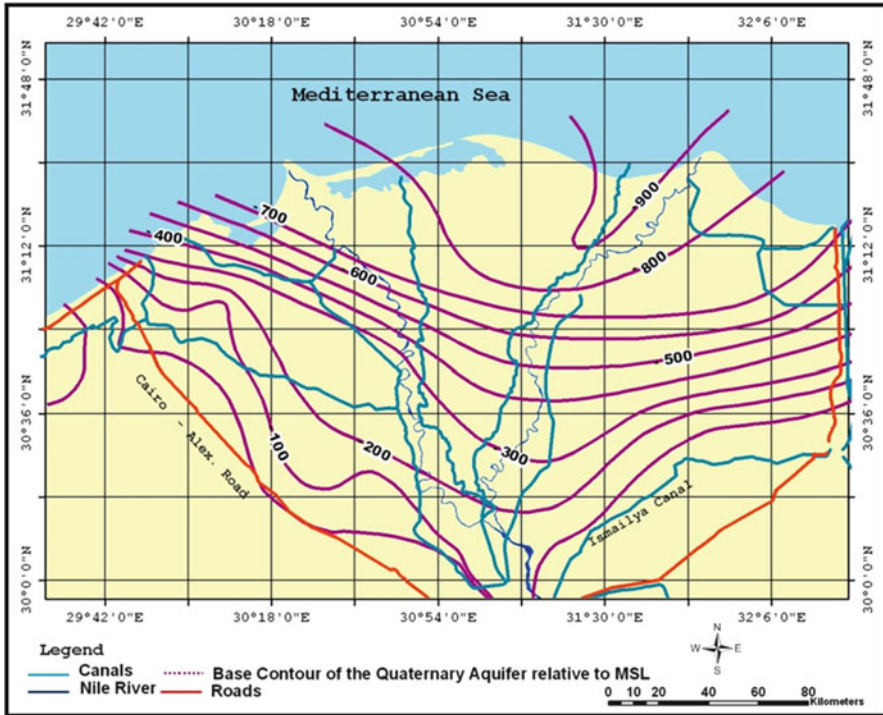 29°42'0"E 30°18'0"E 30°54'0"E 31°30'0"E 32°6'0"E
31°48'0"N 31°48'0"N
Mediterranean Sea
-900
-700
-400
31°12'0"N 31°12'0"N
800
600
-500
30°36'0"N 30°36'0"N
Cairo - Alex. Road
100
200
300
Ismailya Canal
30°0'0"N 30°0'0"N
29°42'0"E 30°18'0"E 30°54'0"E 31°30'0"E 32°6'0"E
Legend
Canals
Base Contour of the Quaternary Aquifer relative to MSL
Nile River
Roads
N
W E
S
0 10 20 40 60 80
Kilometers